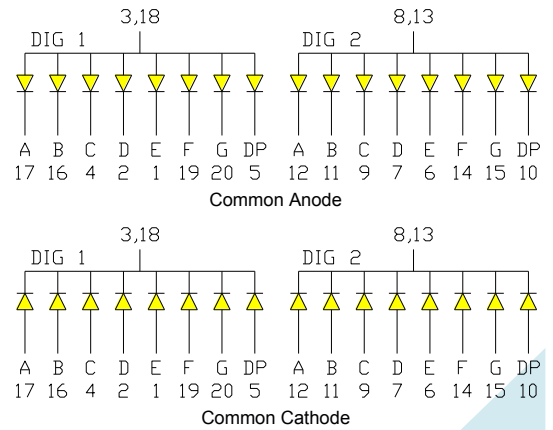 3,18 8,13
DIG 1 DIG 2
A B C D E F G DP A B C D E F G DP
17 16 4 2 1 19 20 5 12 11 9 7 6 14 15 10
Common Anode
3,18 8,13
DIG 1 DIG 2
A B C D E F G DP A B C D E F G DP
17 16 4 2 1 19 20 5 12 11 9 7 6 14 15 10
Common Cathode